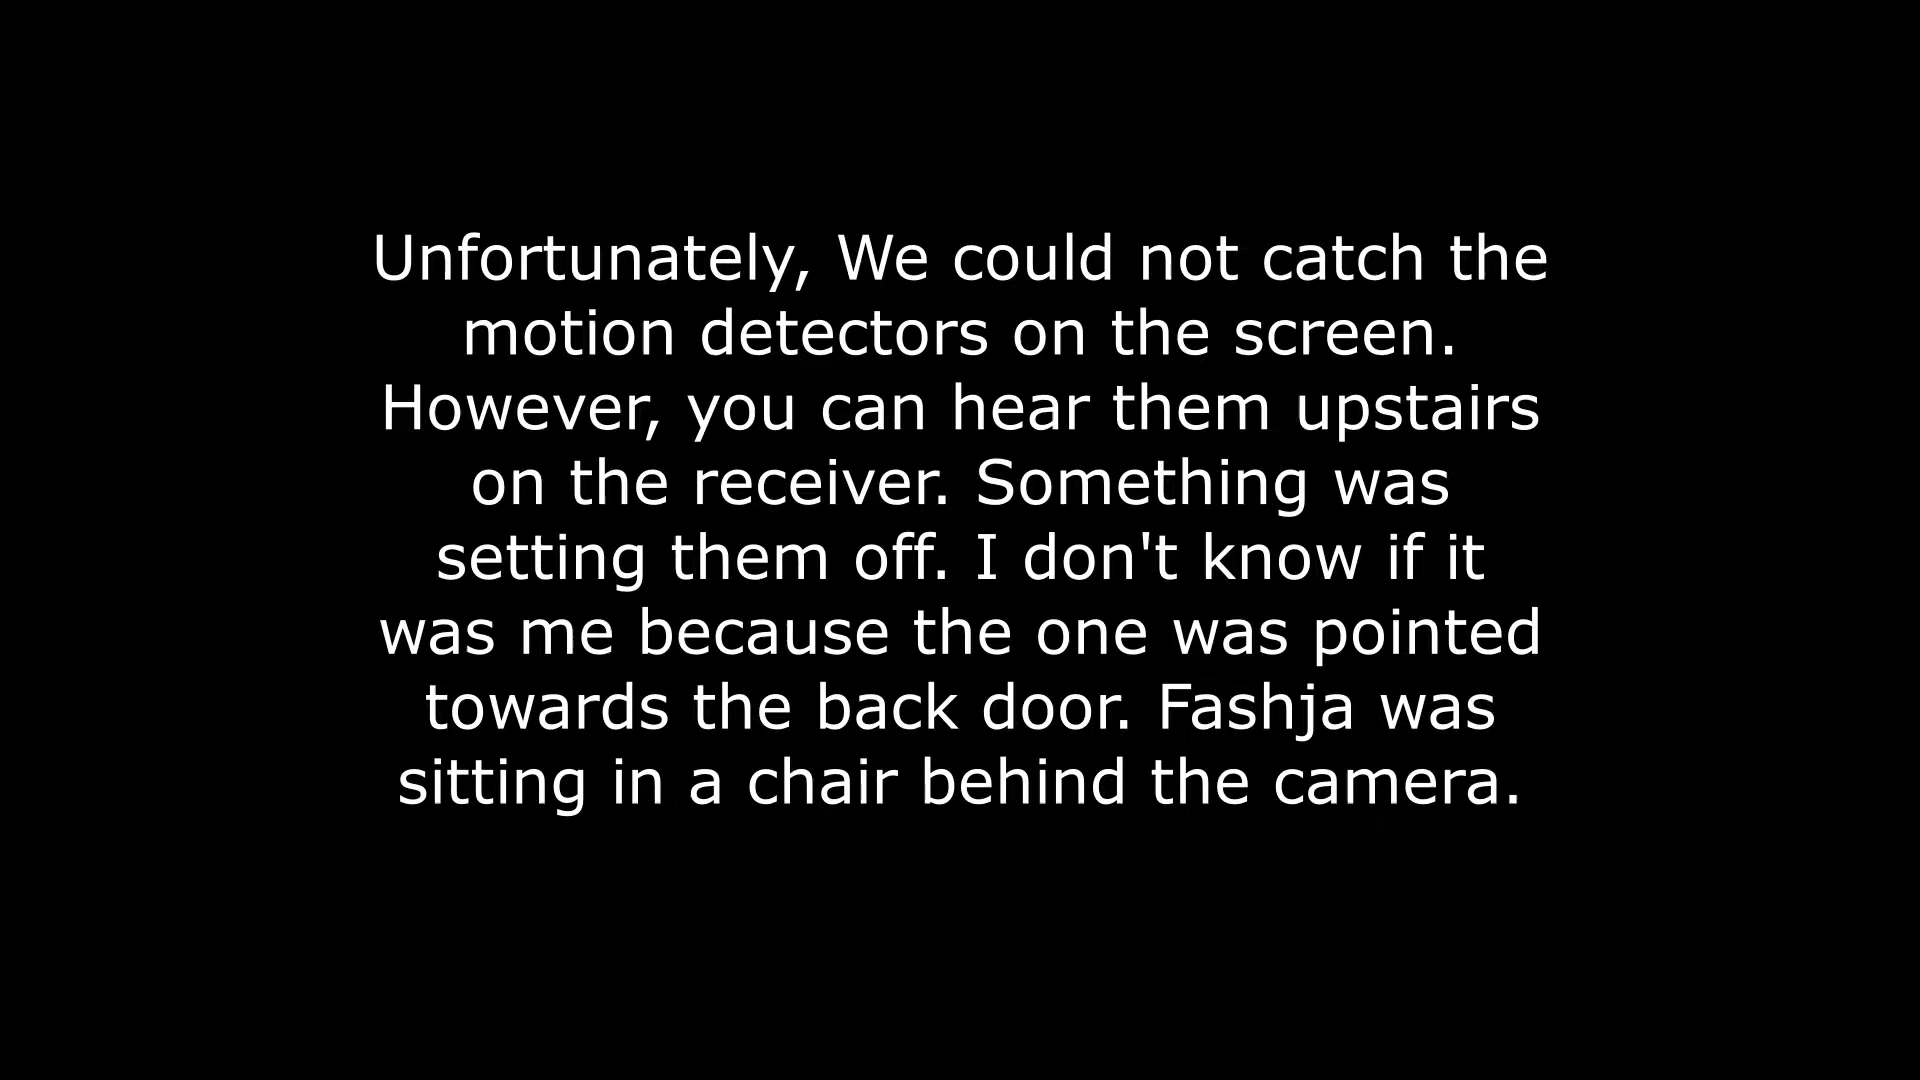 Unfortunately, We could not catch the
motion detectors on the screen.
However, you can hear them upstairs
on the receiver. Something was
setting them off. I don't know if it
was me because the one was pointed
towards the back door. Fashja was
sitting in a chair behind the camera.